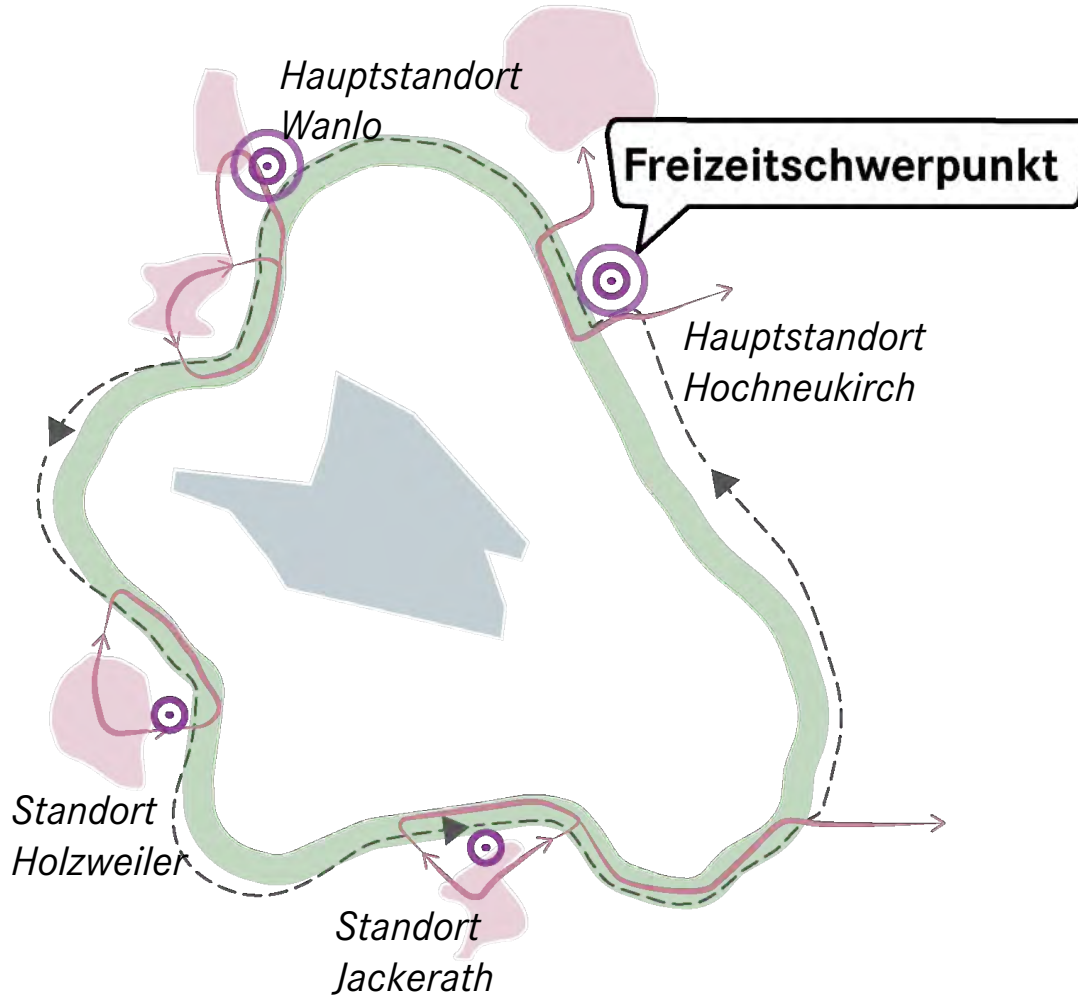 Hauptstandort
Wanlo
Freizeitschwerpunkt
Hauptstandort
Hochneukirch
Standort
Holzweiler
Standort
Jackerath